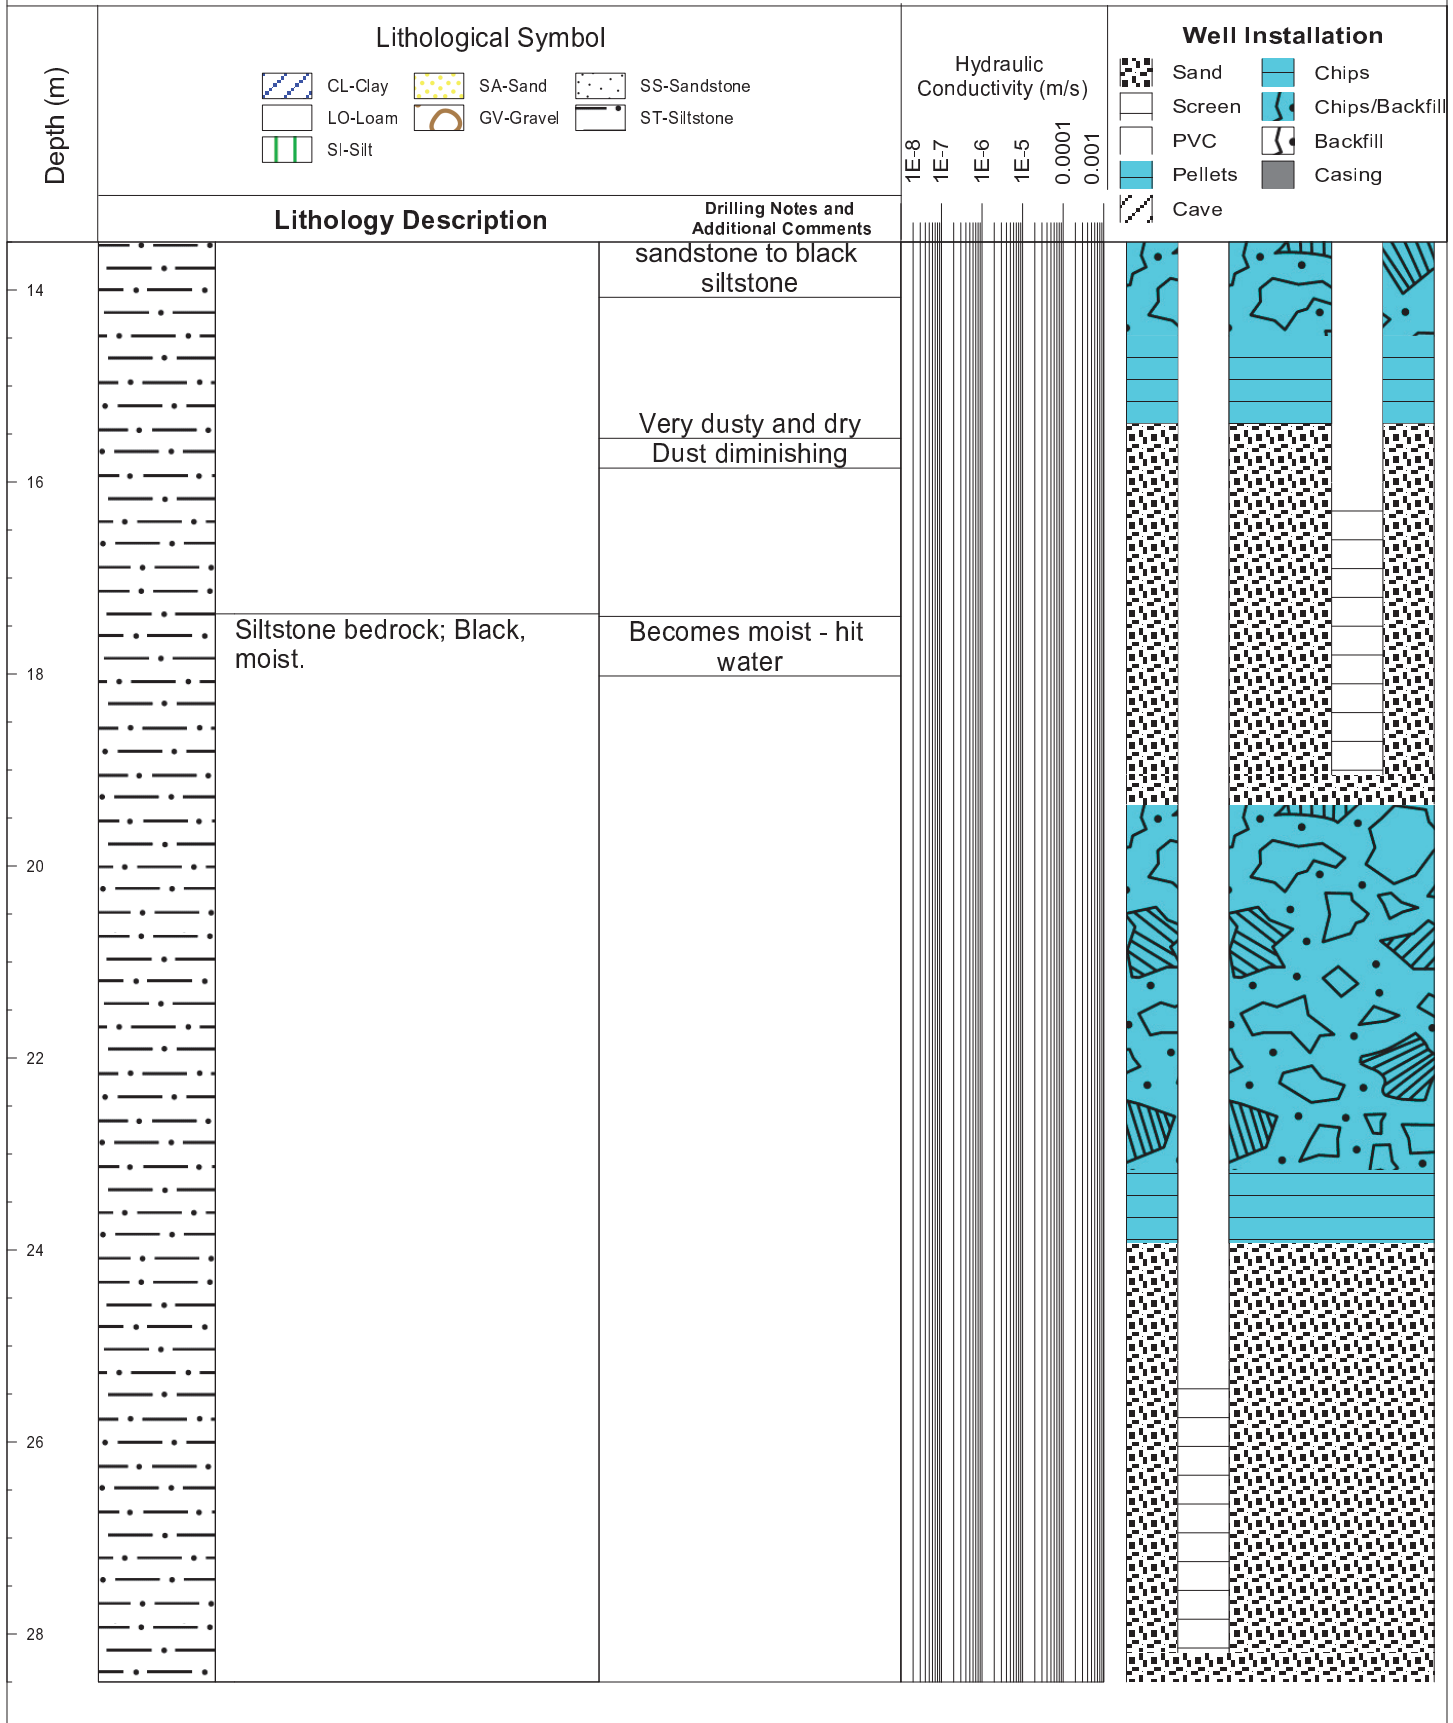 Depth (m)
Lithological Symbol
CL-Clay
SA-Sand
SS-Sandstone
LO-Loam
GV-Gravel
ST-Siltstone
SI-Silt
Lithology Description
Drilling Notes and
Additional Comments
Hydraulic
Conductivity (m/s)
1E-8
1E-7
1E-6
1E-5
0.0001
0.001
Well Installation
Sand
Chips
Screen
Chips/Backfill
PVC
Backfill
Pellets
Casing
Cave
sandstone to black
siltstone
14
Very dusty and dry
Dust diminishing
16
Siltstone bedrock; Black,
moist.
Becomes moist - hit
water
18
20
22
24
26
28